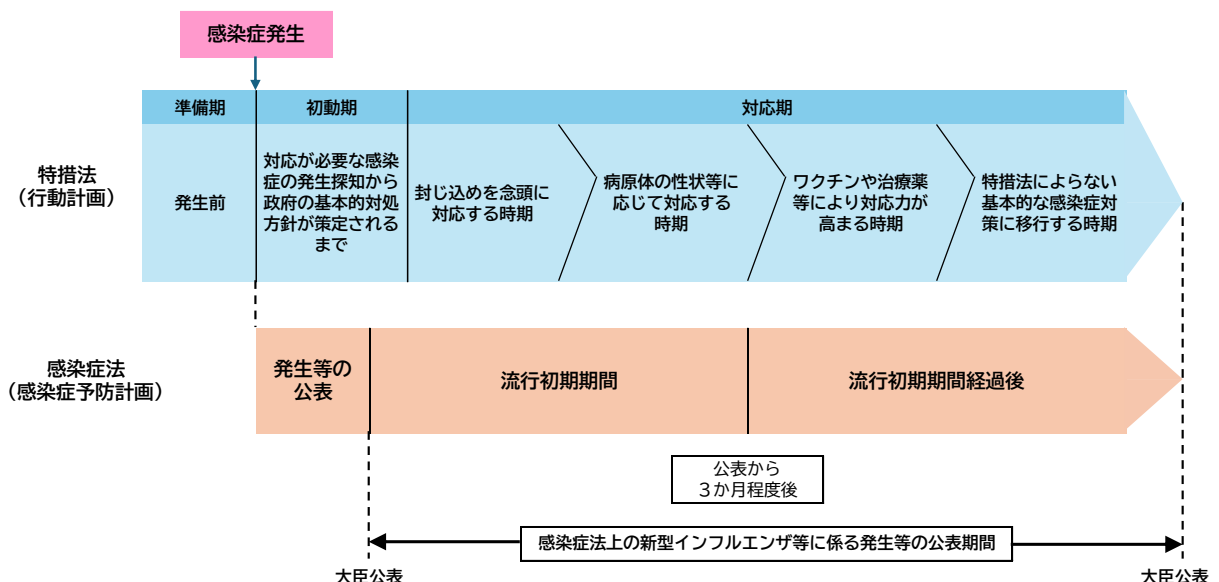 感染症発生
準備期
初動期
対応期
特措法
（行動計画）
発生前
対応が必要な感染
症の発生探知から
政府の基本的対処
方針が策定される
まで
封じ込めを念頭に
対応する時期
病原体の性状等に
応じて対応する
時期
ワクチンや治療薬
等により対応力が
高まる時期
特措法によらない
基本的な感染症対
策に移行する時期
感染症法
（感染症予防計画）
発生等の
公表
流行初期期間
流行初期期間経過後
公表から
３か月程度後
感染症法上の新型インフルエンザ等に係る発生等の公表期間
大臣公表
大臣公表